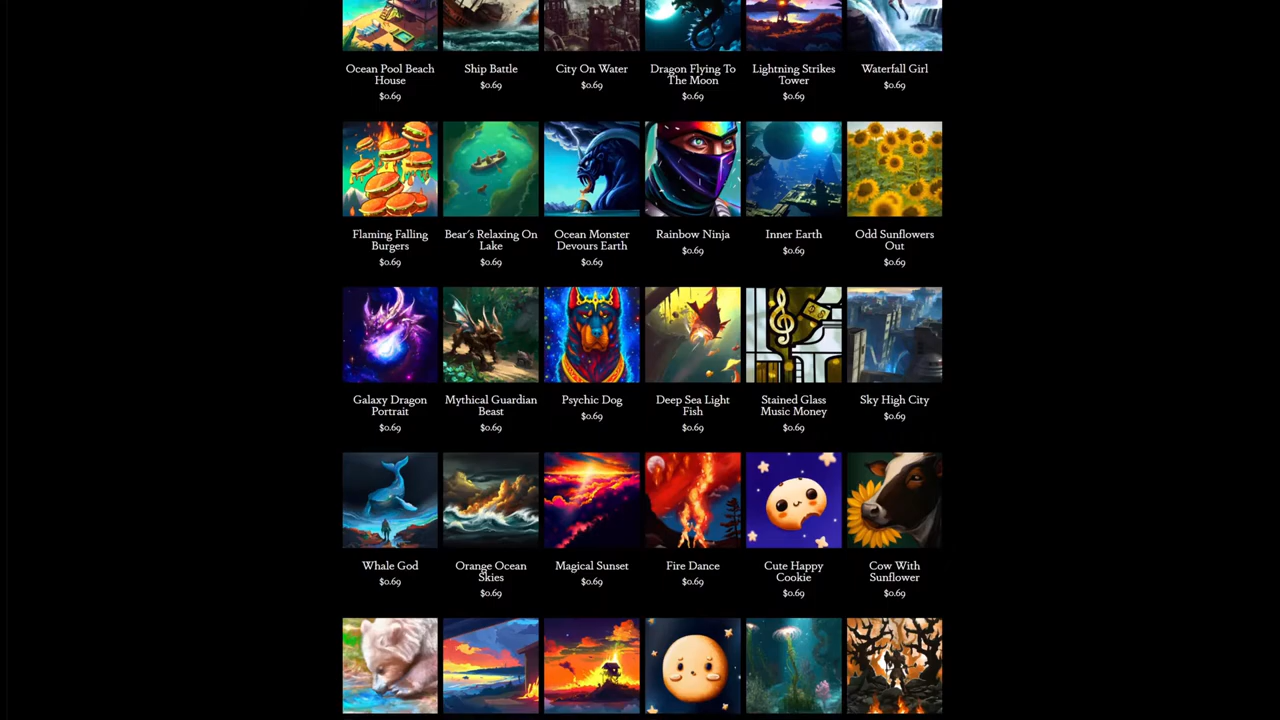 Ocean Pool Beach
House
$0.69
Ship Battle
$0.69
City On Water
$0.69
Dragon Flying To
The Moon
$0.69
Lightning Strikes
Tower
$0.69
Waterfall Girl
$0.69
Flaming Falling
Burgers
$0.69
Bear's Relaxing On
Lake
$0.69
Ocean Monster
Devours Earth
$0.69
Rainbow Ninja
$0.69
Inner Earth
$0.69
Odd Sunflowers
Out
$0.69
Galaxy Dragon
Portrait
$0.69
Mythical Guardian
Beast
$0.69
Psychic Dog
$0.69
Deep Sea Light
Fish
$0.69
Stained Glass
Music Money
$0.69
Sky High City
$0.69
Whale God
$0.69
Orange Ocean
Skies
$0.69
Magical Sunset
$0.69
Fire Dance
$0.69
Cute Happy
Cookie
$0.69
Cow With
Sunflower
$0.69